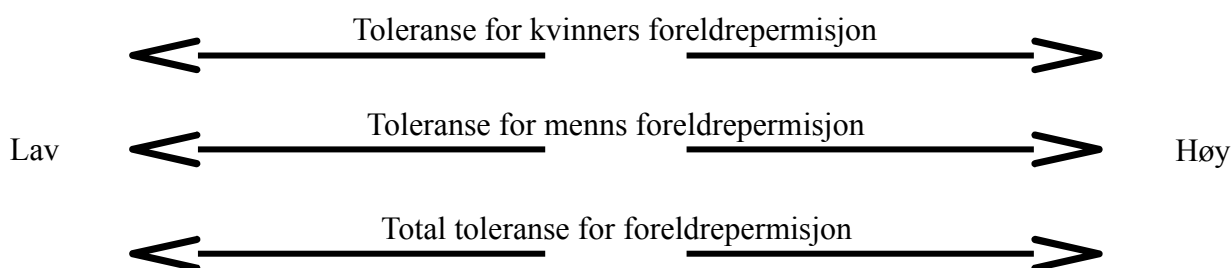 Toleranse for kvinners foreldrepermisjon
Toleranse for menns foreldrepermisjon
Lav
Høy
Total toleranse for foreldrepermisjon